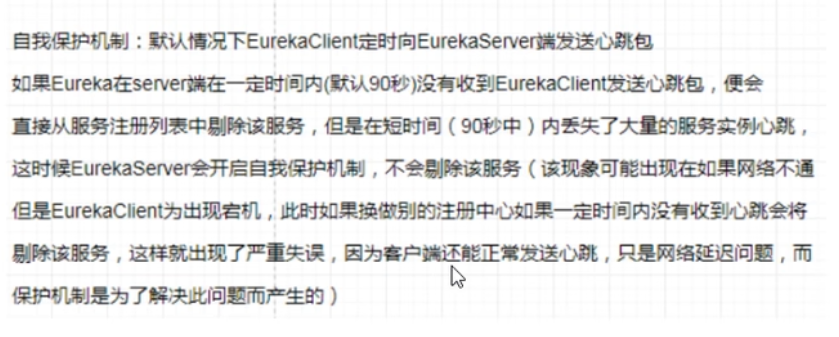 自我保护机制：默认情况下EurekaClient定时向EurekaServer端发送心跳包
如果Eureka在server端在一定时间内(默认90秒)没有收到EurekaClient发送心跳包，便会
直接从服务注册列表中剔除该服务，但是在短时间（90秒中）内丢失了大量的服务实例心跳，
这时候EurekaServer会开启自我保护机制，不会剔除该服务（该现象可能出现在如果网络不通
但是EurekaClient为出现宕机，此时如果换做别的注册中心如果一定时间内没有收到心跳会将
剔除该服务，这样就出现了严重失误，因为客户端还能正常发送心跳，只是网络延迟问题，而
保护机制是为了解决此问题而产生的）